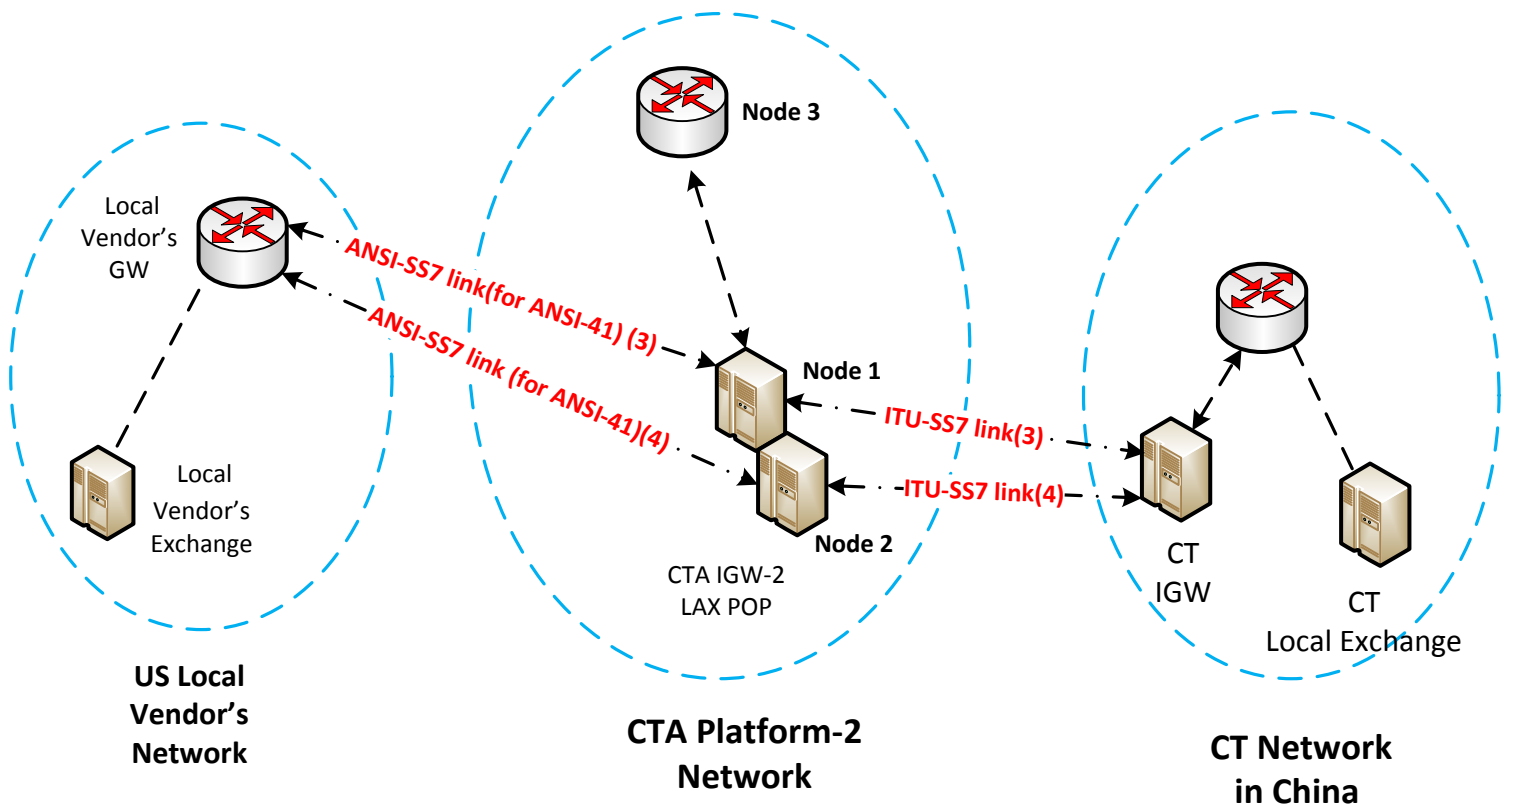 Node 3
Local
Vendor's
GW
ANSI-SS7 link(for ANSI-41) (3)
ANSI-SS7 link (for ANSI-41)(4)
Node 1
ITU-SS7 link(3)
ITU-SS7 link(4)
Node 2
Local
Vendor's
Exchange
CTA IGW-2
LAX POP
CT
IGW
CT
Local Exchange
US Local
Vendor's
Network
CTA Platform-2
Network
CT Network
in China